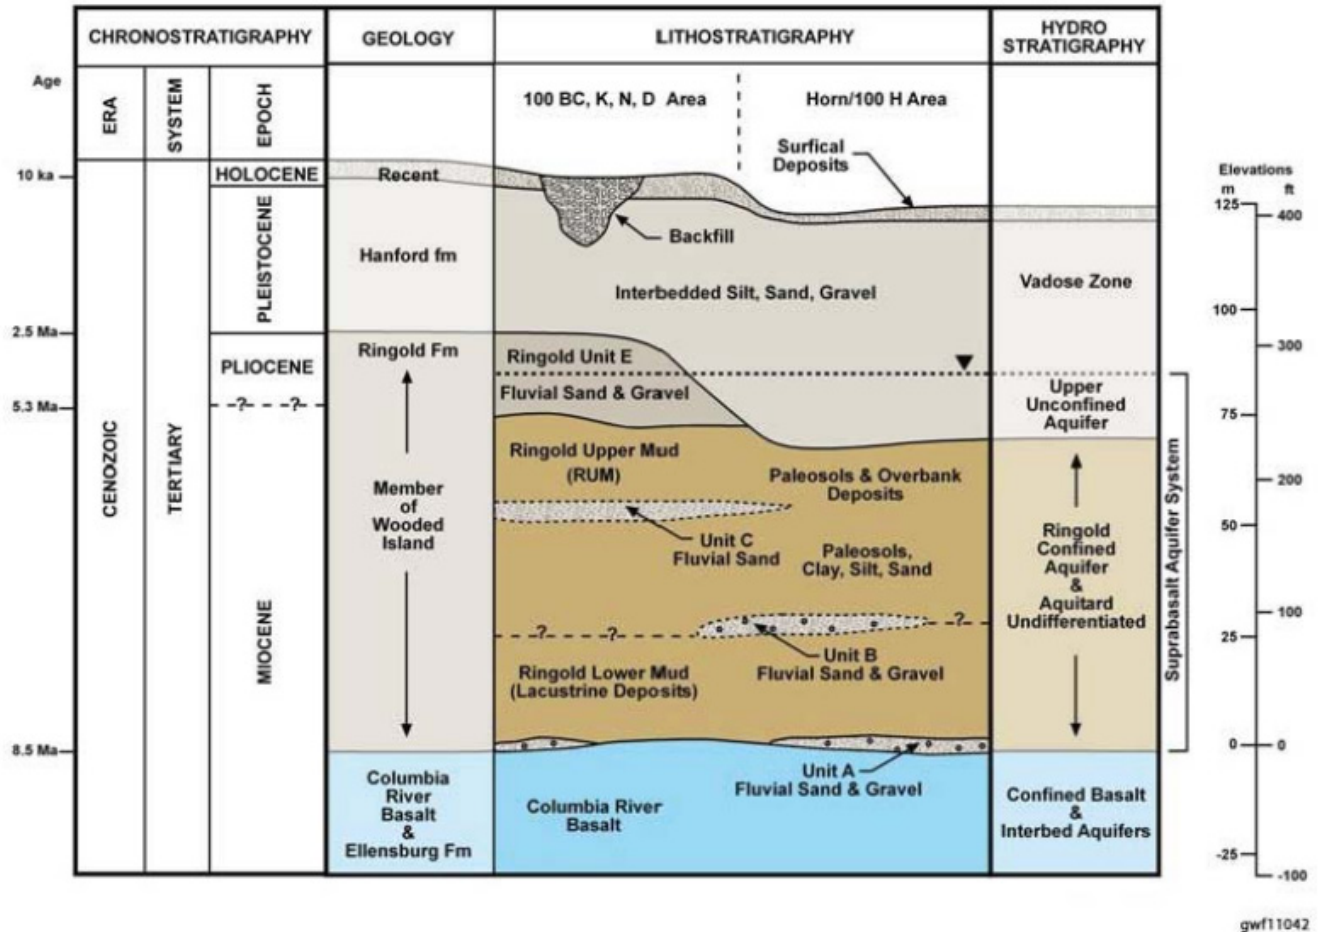 CHRONOSTRATIGRAPHY
GEOLOGY
LITHOSTRATIGRAPHY
HYDRO
STRATIGRAPHY
Age
ERA
SYSTEM
EPOCH
100 BC, K, N, D Area
Horn/100 H Area
Surfical
Deposits
10 ka
HOLOCENE
Recent
Elevations
m ft
125
400
PLEISTOCENE
Hanford fm
Backfill
Interbedded Silt, Sand, Gravel
Vadose Zone
100
2.5 Ma
300
PLIOCENE
Ringold Fm
Ringold Unit E
Fluvial Sand & Gravel
Upper
Unconfined
Aquifer
5.3 Ma
? ?
75
CENOZOIC
TERTIARY
MIOCENE
Member
of
Wooded
Island
Ringold Upper Mud
(RUM)
Paleosols & Overbank
Deposits
200
Unit C
Fluvial Sand
50
Paleosols,
Clay, Silt, Sand
Ringold
Confined
Aquifer
&
Aquitard
Undifferentiated
Suprabasalt Aquifer System
100
? ? ?
25
Unit B
Fluvial Sand & Gravel
Ringold Lower Mud
(Lacustrine Deposits)
8.5 Ma
0 0
Unit A
Fluvial Sand & Gravel
Columbia
River
Basalt
&
Ellensburg Fm
Columbia River
Basalt
Confined Basalt
&
Interbed Aquifers
-25
-100
gwf11042